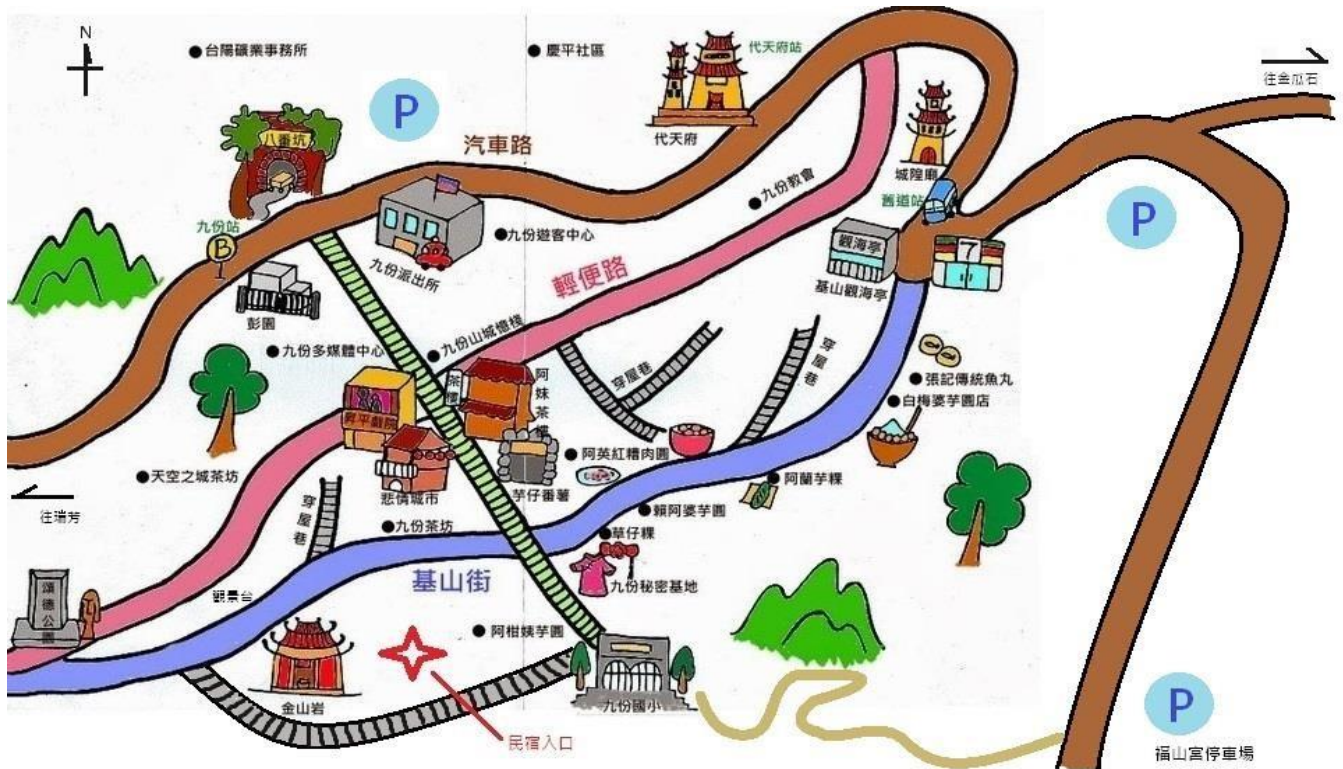 N
台陽礦業事務所
慶平社區
代天府站
往金瓜石
P
八番坑
汽車路
代天府
城隍廟
九份教會
舊道站
P
九份站
B
九份遊客中心
九份派出所
輕便路
觀海亭
7
基山觀海亭
彭園
九份山城憶棧
九份多媒體中心
茶樓
阿妹茶樓
穿屋巷
穿屋巷
張記傳統魚丸
白梅婆芋圓店
昇平戲院
阿英紅糟肉圓
天空之城茶坊
悲情城市
芋仔番薯
阿蘭芋粿
往瑞芳
穿屋巷
九份茶坊
賴阿婆芋圓
草仔粿
基山街
九份秘密基地
頌德公園
觀景台
阿柑姨芋圓
金山岩
九份國小
P
民宿入口
福山宮停車場